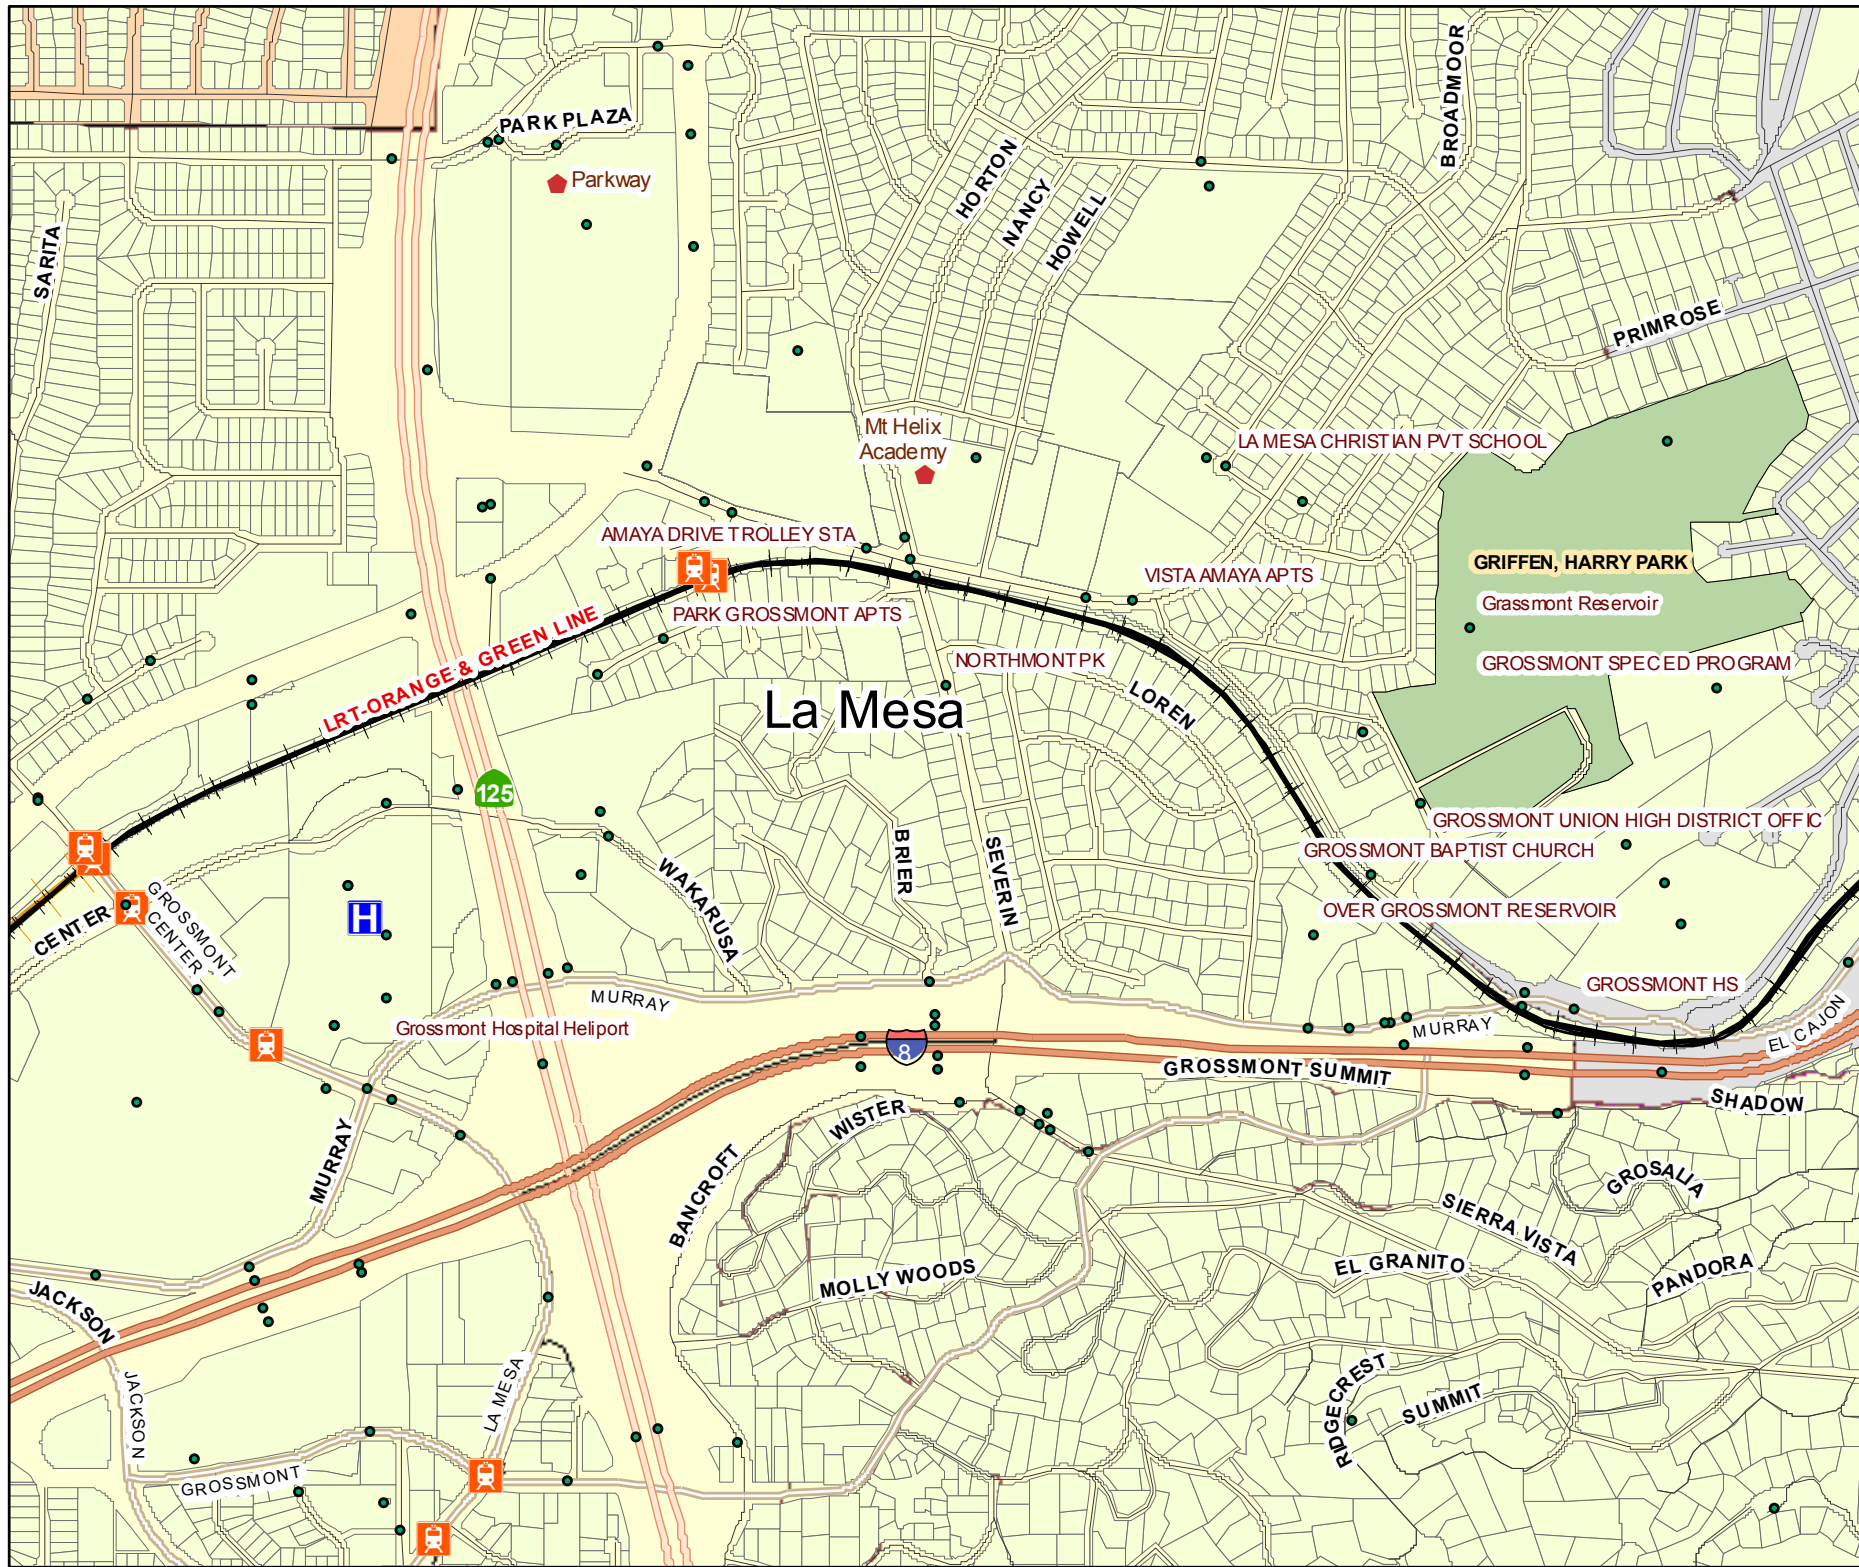 BROADMOOR
PARK PLAZA
Parkway
HORTON
NANCY
HOWELL
SARITA
PRIMROSE
Mt Helix
Academy
LA MESA CHRISTIAN PVT SCHOOL
AMAYA DRIVE TROLLEY STA
GRIFFEN, HARRY PARK
VISTA AMAYA APTS
Grassmont Reservoir
PARK GROSSMONT APTS
LRT-ORANGE & GREEN LINE
NORTHMONT PK
GROSSMONT SPEC ED PROGRAM
La Mesa
LOREN
125
GROSSMONT UNION HIGH DISTRICT OFFIC
GROSSMONT BAPTIST CHURCH
BRIER
SEVERIN
WAKARUSA
OVER GROSSMONT RESERVOIR
CENTER
GROSSMONT
CENTER
H
GROSSMONT HS
MURRAY
Grossmont Hospital Heliport
MURRAY
EL CAJON
8
GROSSMONT SUMMIT
SHADOW
WISTER
MURRAY
BANCROFT
GROSALIA
SIERRA VISTA
EL GRANITO
PANDORA
MOLLY WOODS
JACKSON
JACKSON
LA MESA
RIDGECREST
SUMMIT
GROSSMONT